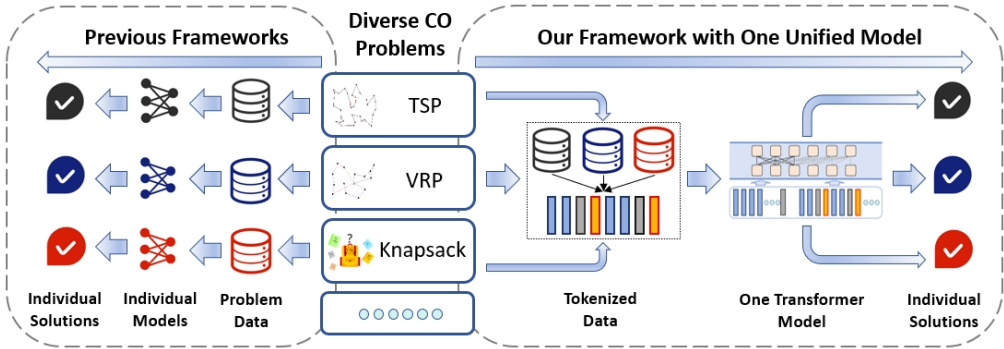 Previous Frameworks
Diverse CO
Problems
Our Framework with One Unified Model
TSP
VRP
?
Knapsack
Individual
Solutions
Individual
Models
Problem
Data
Tokenized
Data
One Transformer
Model
Individual
Solutions